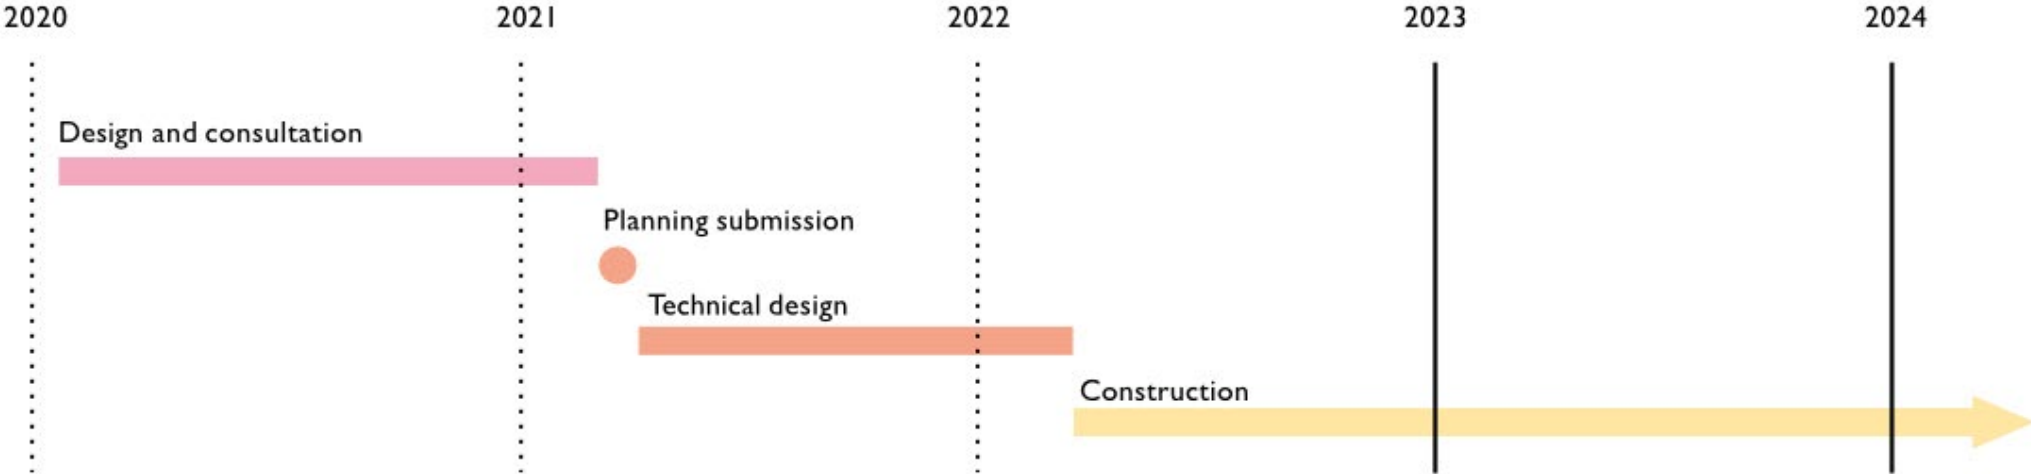 2020 2021 2022 2023 2024
Design and consultation
Planning submission
Technical design
Construction